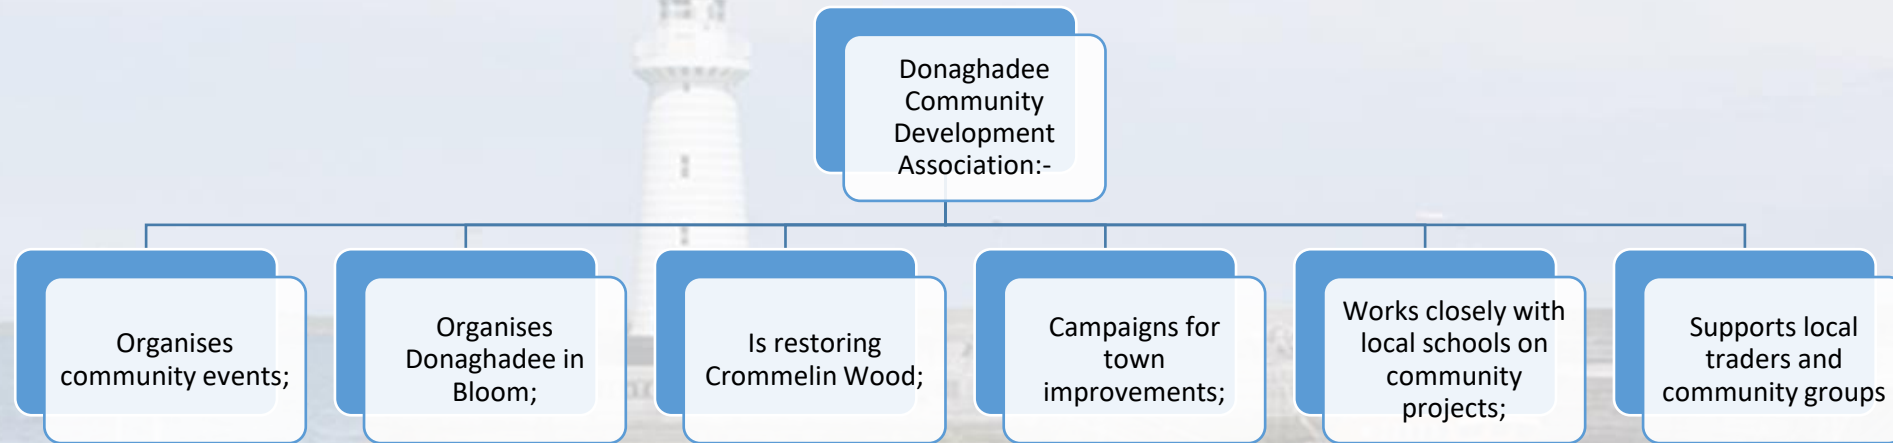 Donaghadee
Community
Development
Association:-
Organises
community events;
Organises
Donaghadee in
Bloom;
Is restoring
Crommelin Wood;
Campaigns for
town
improvements;
Works closely with
local schools on
community
projects;
Supports local
traders and
community groups